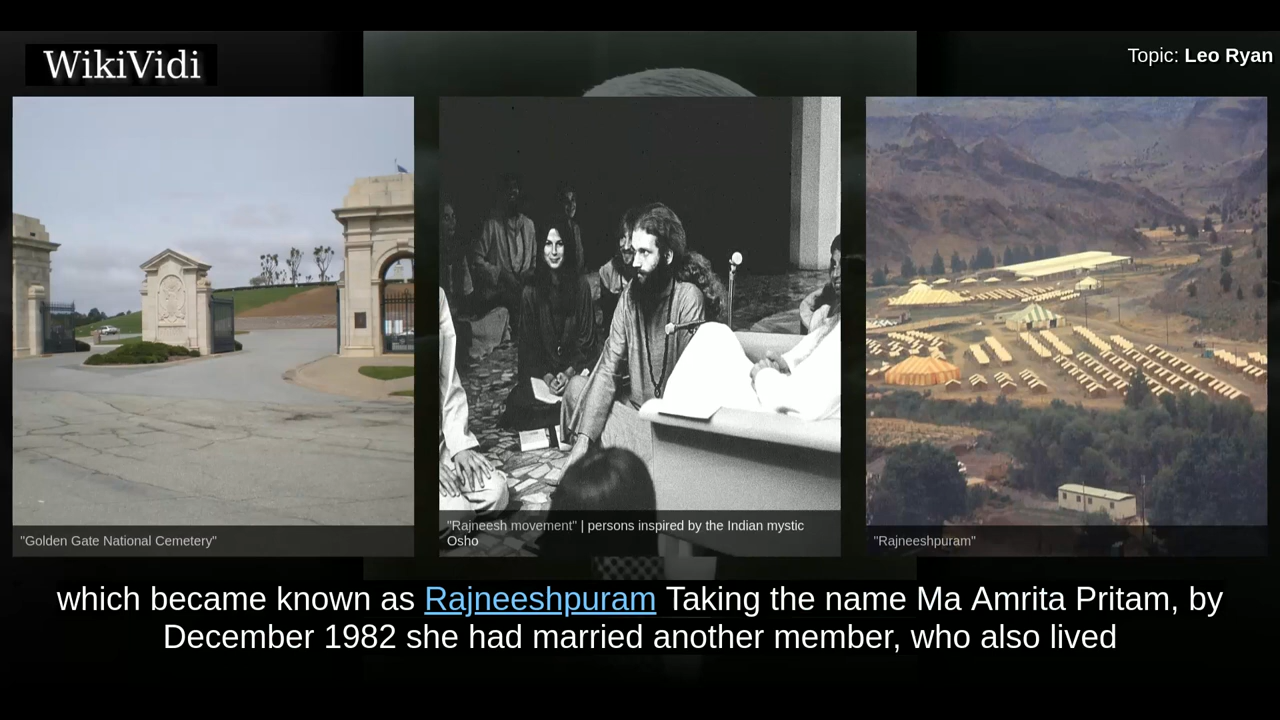 WikiVidi
Topic: Leo Ryan
"Golden Gate National Cemetery"
"Rajneesh movement" | persons inspired by the Indian mystic
Osho
"Rajneeshpuram"
which became known as Rajneeshpuram Taking the name Ma Amrita Pritam, by
December 1982 she had married another member, who also lived